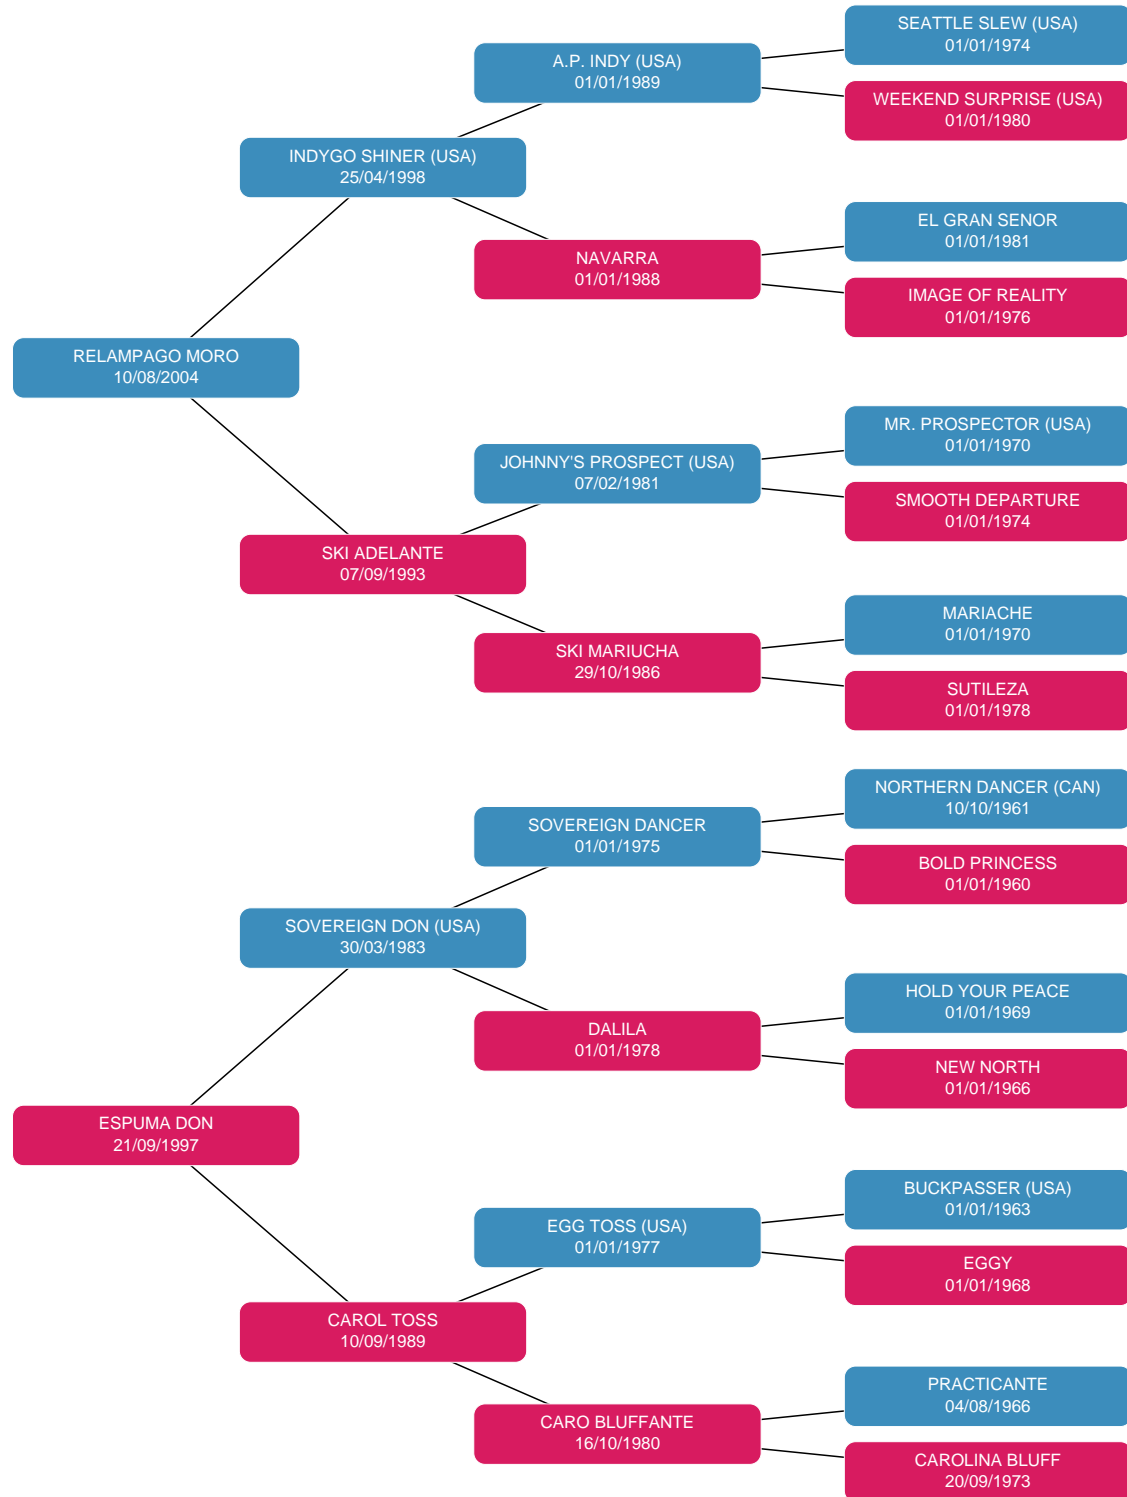 SEATTLE SLEW (USA)
01/01/1974
A.P. INDY (USA)
01/01/1989
WEEKEND SURPRISE (USA)
01/01/1980
INDYGO SHINER (USA)
25/04/1998
EL GRAN SENOR
01/01/1981
NAVARRA
01/01/1988
IMAGE OF REALITY
01/01/1976
RELAMPAGO MORO
10/08/2004
MR. PROSPECTOR (USA)
01/01/1970
JOHNNY'S PROSPECT (USA)
07/02/1981
SMOOTH DEPARTURE
01/01/1974
SKI ADELANTE
07/09/1993
MARIACHE
01/01/1970
SKI MARIUCHA
29/10/1986
SUTILEZA
01/01/1978
NORTHERN DANCER (CAN)
10/10/1961
SOVEREIGN DANCER
01/01/1975
BOLD PRINCESS
01/01/1960
SOVEREIGN DON (USA)
30/03/1983
HOLD YOUR PEACE
01/01/1969
DALILA
01/01/1978
NEW NORTH
01/01/1966
ESPUMA DON
21/09/1997
BUCKPASSER (USA)
01/01/1963
EGG TOSS (USA)
01/01/1977
EGGY
01/01/1968
CAROL TOSS
10/09/1989
PRACTICANTE
04/08/1966
CARO BLUFFANTE
16/10/1980
CAROLINA BLUFF
20/09/1973